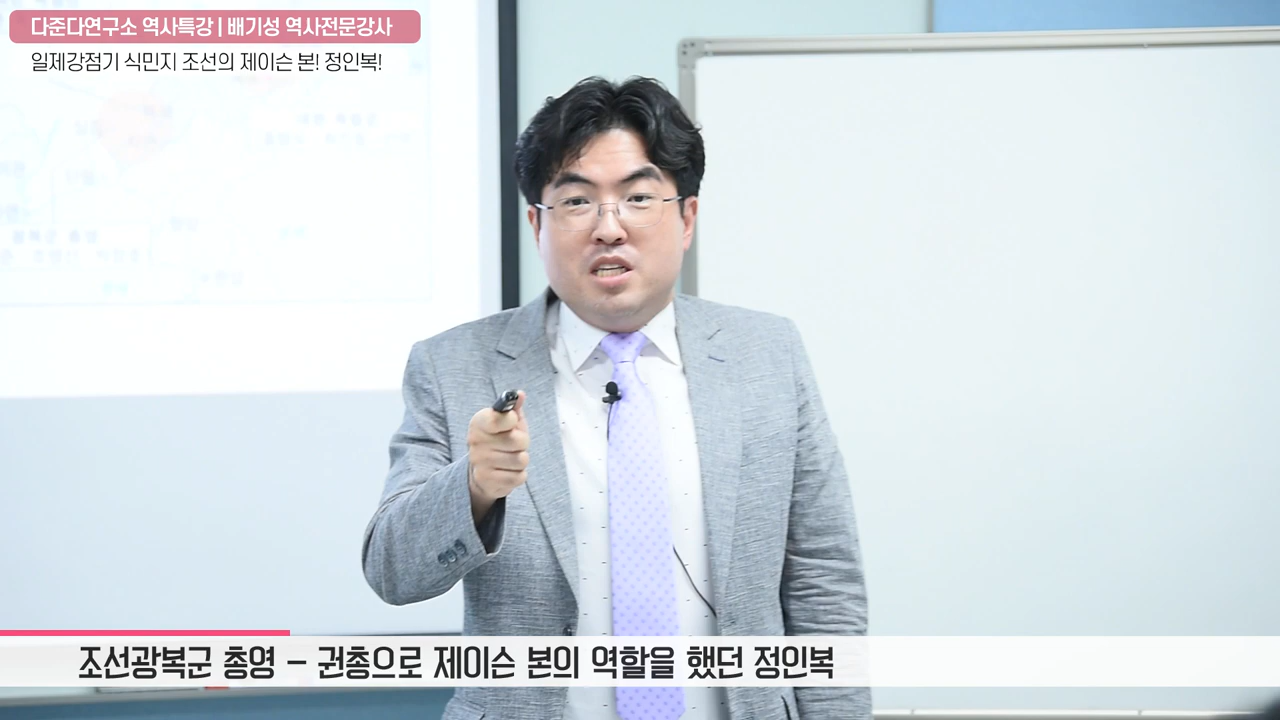 다준다연구소 역사특강 | 배기성 역사전문강사
일제강점기 식민지 조선의 제이슨 본! 정인복!
조선광복군 총영 – 권총으로 제이슨 본의 역할을 했던 정인복